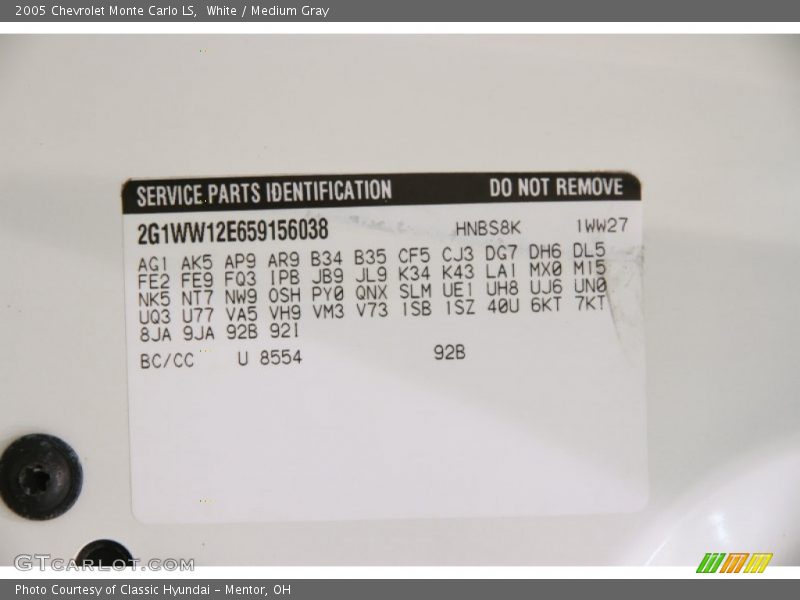 2005 Chevrolet Monte Carlo LS,  White / Medium Gray
SERVICE PARTS IDENTIFICATION DO NOT REMOVE
2G1WW12E659156038 HNBS8K 1WW27
AG1 AK5 AP9 AR9 B34 B35 CF5 CJ3 DG7 DH6 DL5
FE2 FE9 FQ3 IPB JB9 JL9 K34 K43 LA1 MX0 M15
NK5 NT7 NW9 OSH PY0 QNX SLM UE1 UH8 UJ6 UN0
UQ3 U77 VA5 VH9 VM3 V73 1SB 1SZ 40U 6KT 7KT
8JA 9JA 92B 92I
BC/CC U 8554 92B
GTCARLOT.COM
Photo Courtesy of Classic Hyundai - Mentor, OH